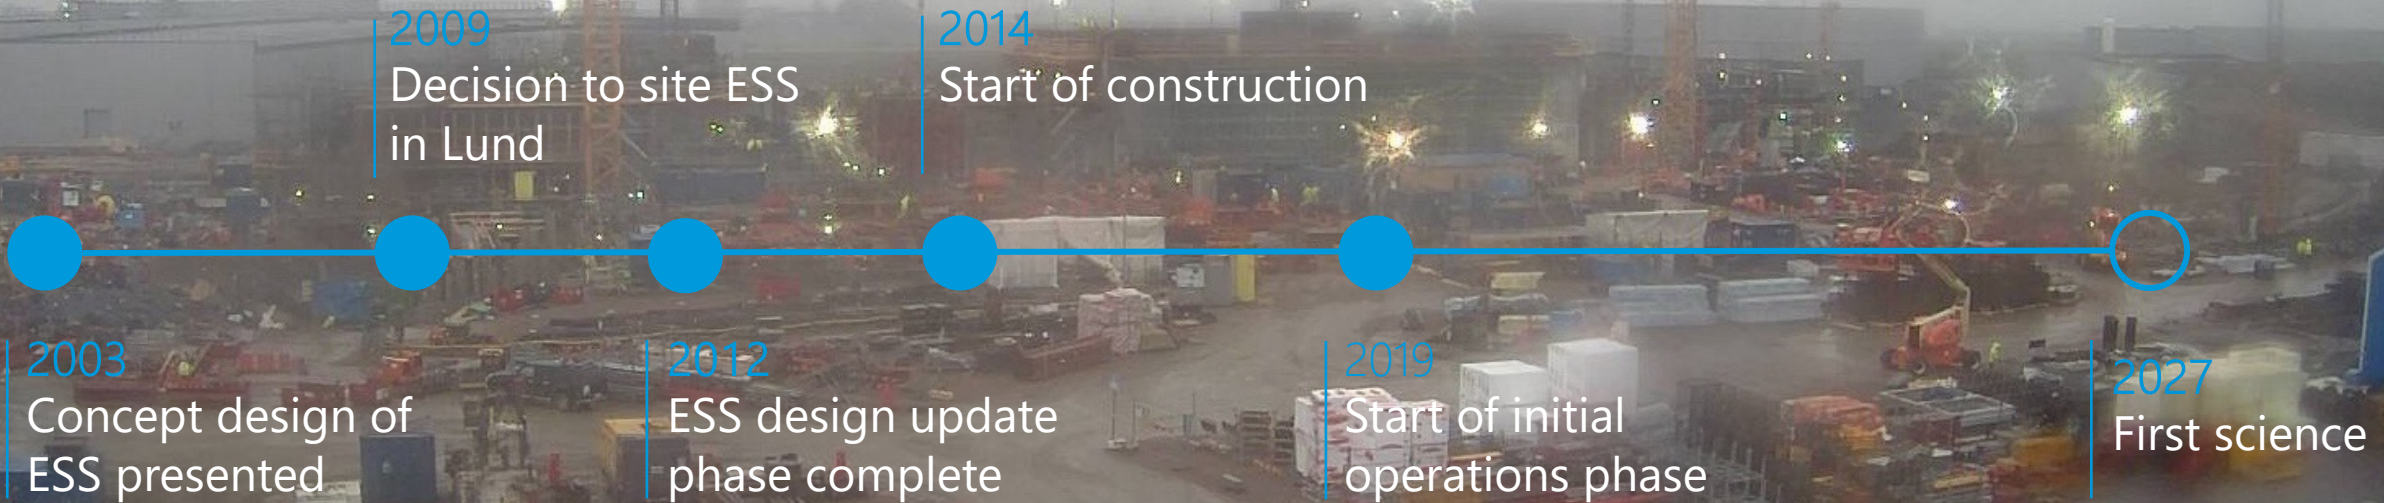 2009
Decision to site ESS
in Lund
2014
Start of construction
2003
Concept design of
ESS presented
2012
ESS design update
phase complete
2019
Start of initial
operations phase
2027
First science